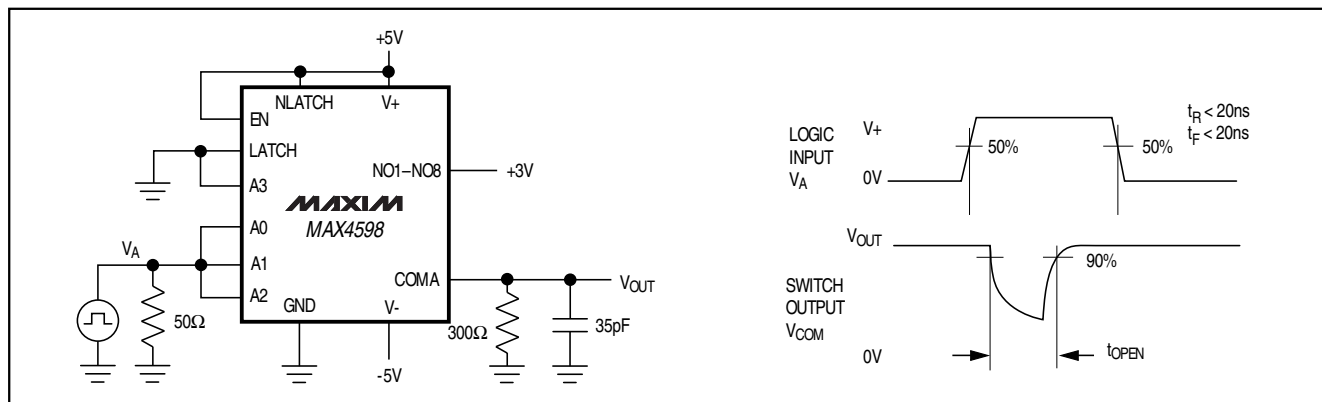 +5V
NLATCH V+
EN
LATCH
A3
NO1–NO8 +3V
MAXIM
MAX4598
A0
VA
A1
COMA VOUT
A2
GND V-
50Ω
300Ω 35pF
-5V
LOGIC INPUT VA
V+
50% 50%
tR < 20ns
tF < 20ns
0V
VOUT
90%
SWITCH OUTPUT VCOM
0V
tOPEN